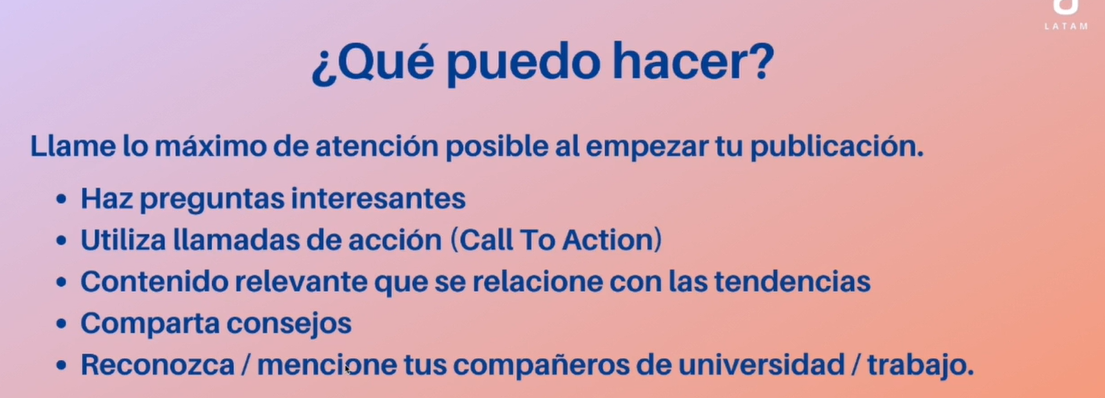 LATAM
¿Qué puedo hacer?
Llame lo máximo de atención posible al empezar tu publicación.
• Haz preguntas interesantes
• Utiliza llamadas de acción (Call To Action)
• Contenido relevante que se relacione con las tendencias
• Comparta consejos
• Reconozca / mencione tus compañeros de universidad / trabajo.